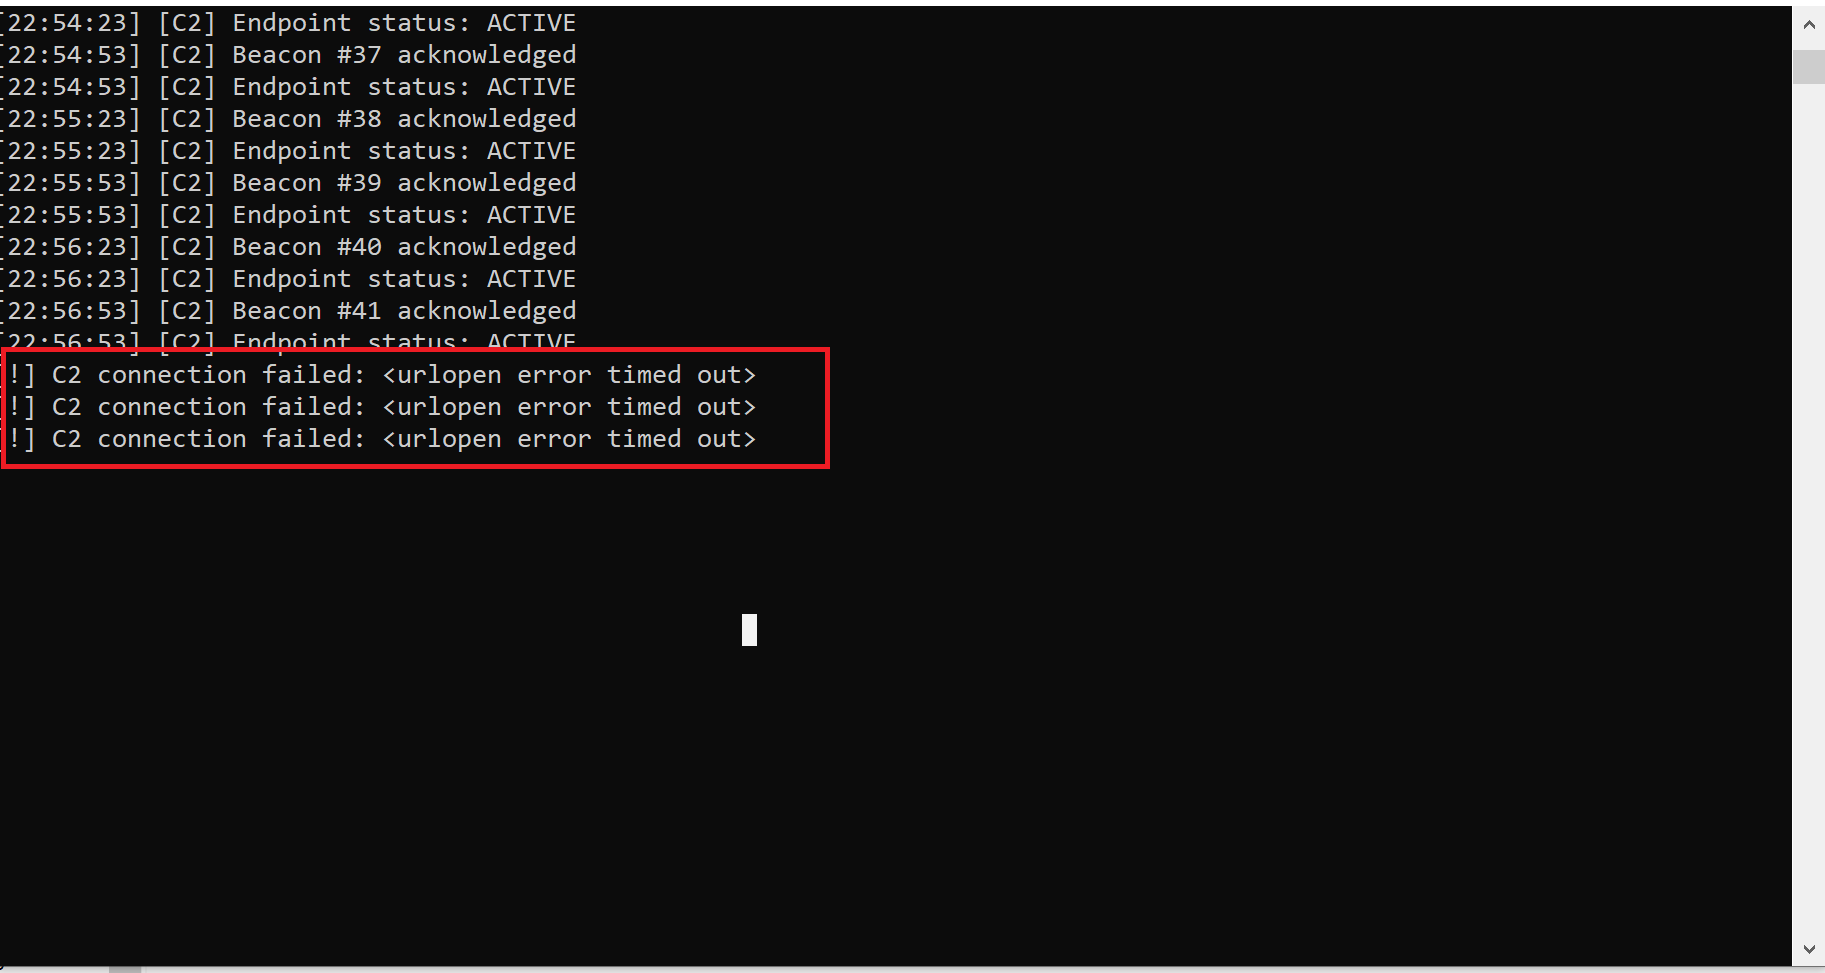 [22:54:23] [C2] Endpoint status: ACTIVE
[22:54:53] [C2] Beacon #37 acknowledged
[22:54:53] [C2] Endpoint status: ACTIVE
[22:55:23] [C2] Beacon #38 acknowledged
[22:55:23] [C2] Endpoint status: ACTIVE
[22:55:53] [C2] Beacon #39 acknowledged
[22:55:53] [C2] Endpoint status: ACTIVE
[22:56:23] [C2] Beacon #40 acknowledged
[22:56:23] [C2] Endpoint status: ACTIVE
[22:56:53] [C2] Beacon #41 acknowledged
[22:56:53] [C2] Endpoint status: ACTIVE
!] C2 connection failed: <urlopen error timed out>
!] C2 connection failed: <urlopen error timed out>
!] C2 connection failed: <urlopen error timed out>